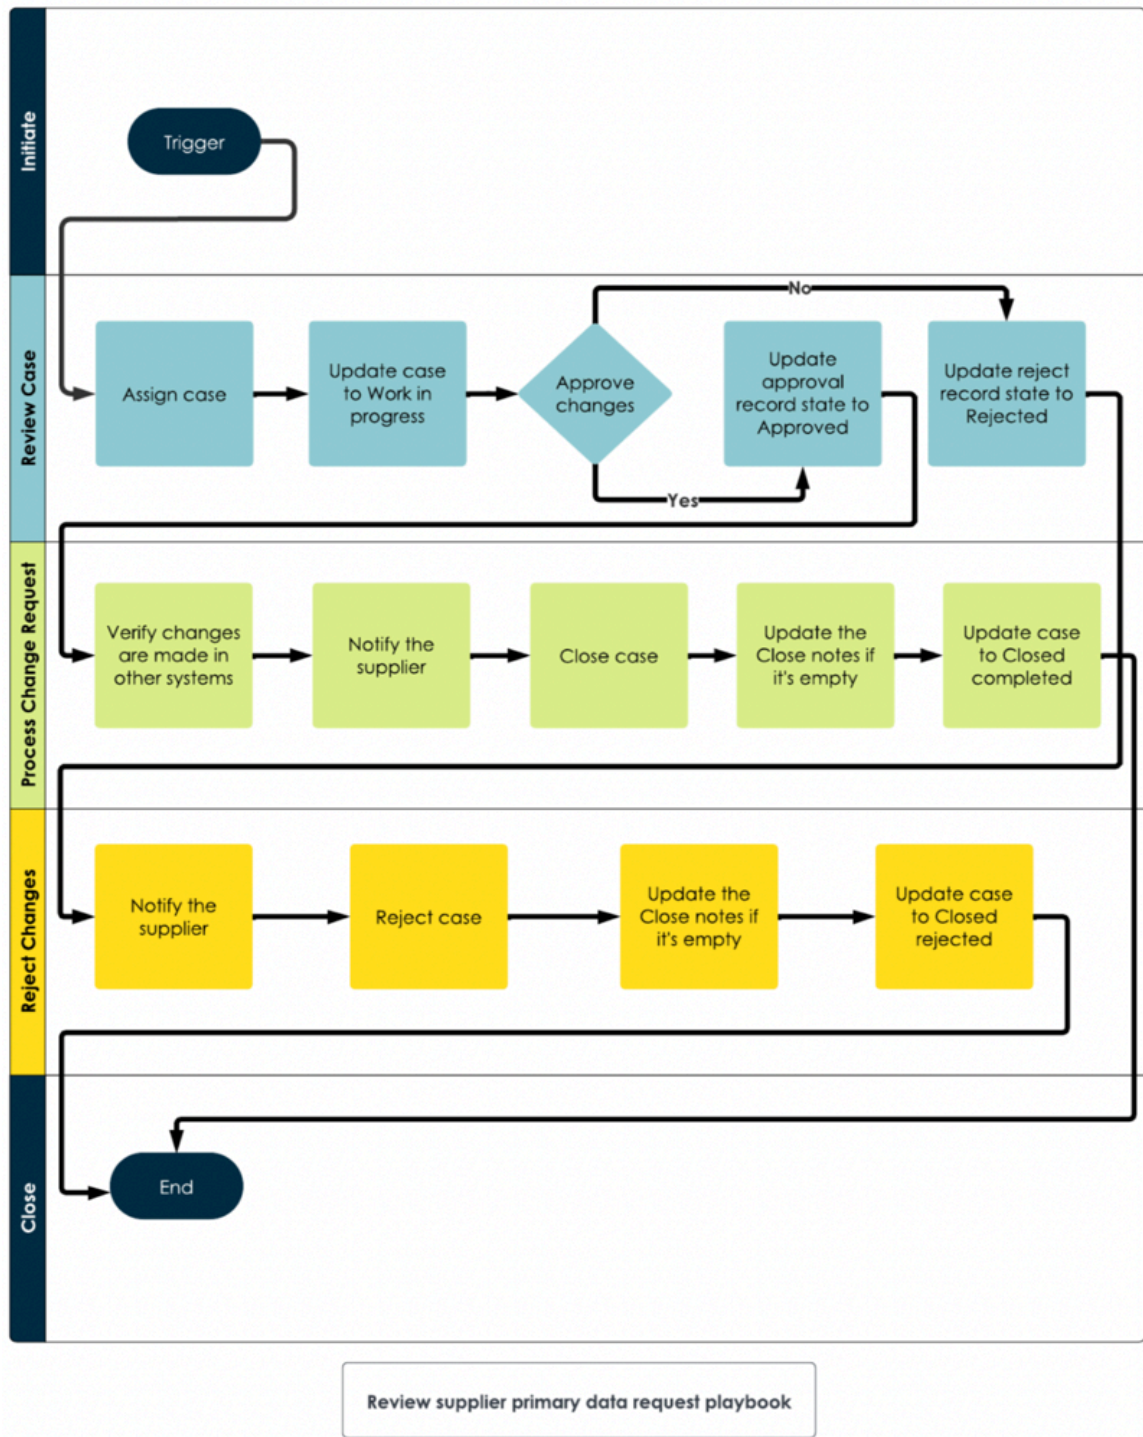 Initiate
Trigger
Review Case
No
Assign case
Update case
to Work in
progress
Approve
changes
Update
approval
record state to
Approved
Update reject
record state to
Rejected
Yes
Process Change Request
Verify changes
are made in
other systems
Notify the
supplier
Close case
Update the
Close notes if
it's empty
Update case
to Closed
completed
Reject Changes
Notify the
supplier
Reject case
Update the
Close notes if
it's empty
Update case
to Closed
rejected
Close
End
Review supplier primary data request playbook